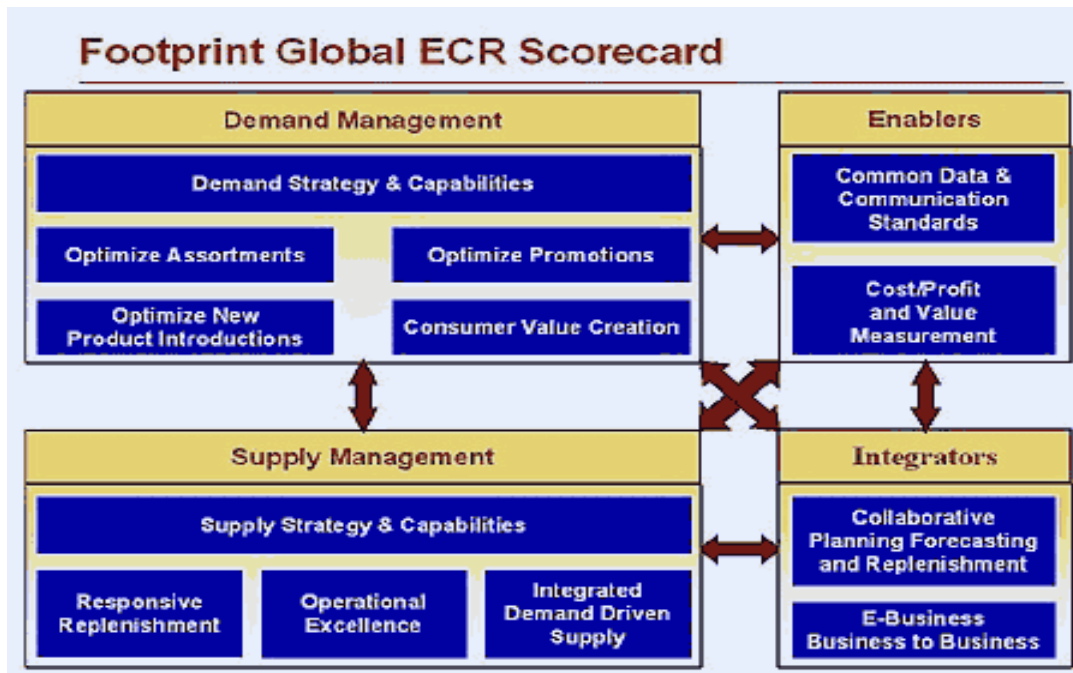 Footprint Global ECR Scorecard
Demand Management
Demand Strategy & Capabilities
Optimize Assortments
Optimize Promotions
Optimize New
Product Introductions
Consumer Value Creation
Enablers
Common Data &
Communication
Standards
Cost/Profit
and Value
Measurement
Supply Management
Supply Strategy & Capabilities
Responsive
Replenishment
Operational
Excellence
Integrated
Demand Driven
Supply
Integrators
Collaborative
Planning Forecasting
and Replenishment
E-Business
Business to Business